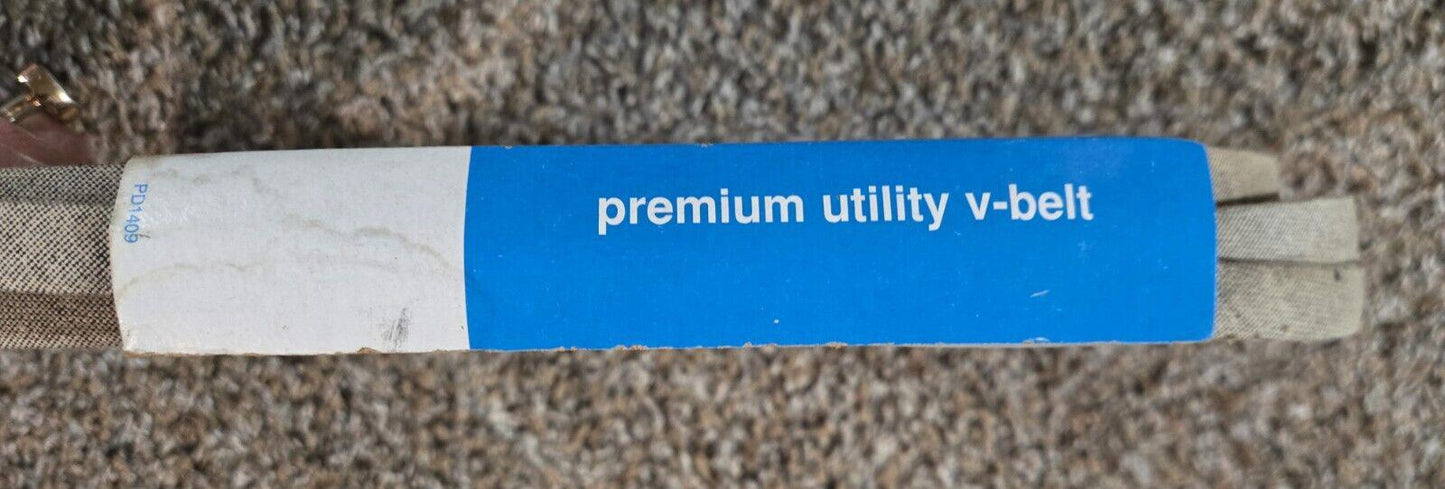 PD1409
premium utility v-belt